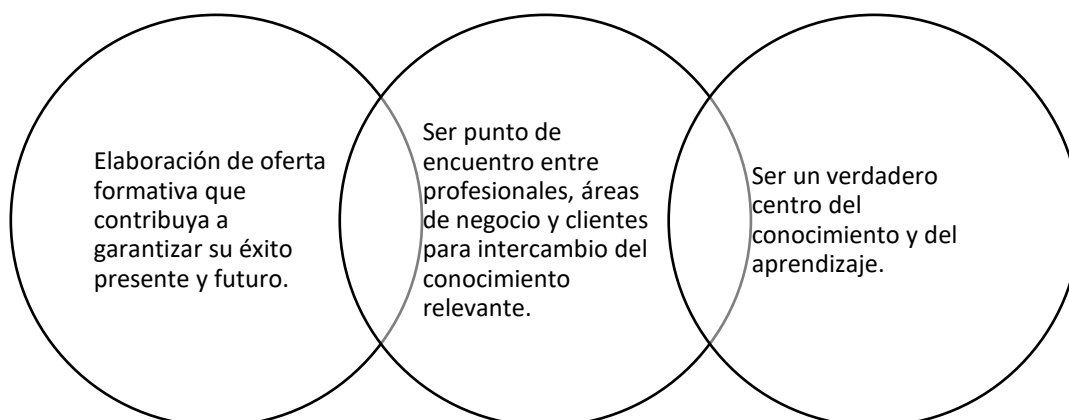 Elaboración de oferta
formativa que
contribuya a
garantizar su éxito
presente y futuro.
Ser punto de
encuentro entre
profesionales, áreas
de negocio y clientes
para intercambio del
conocimiento
relevante.
Ser un verdadero
centro del
conocimiento y del
aprendizaje.